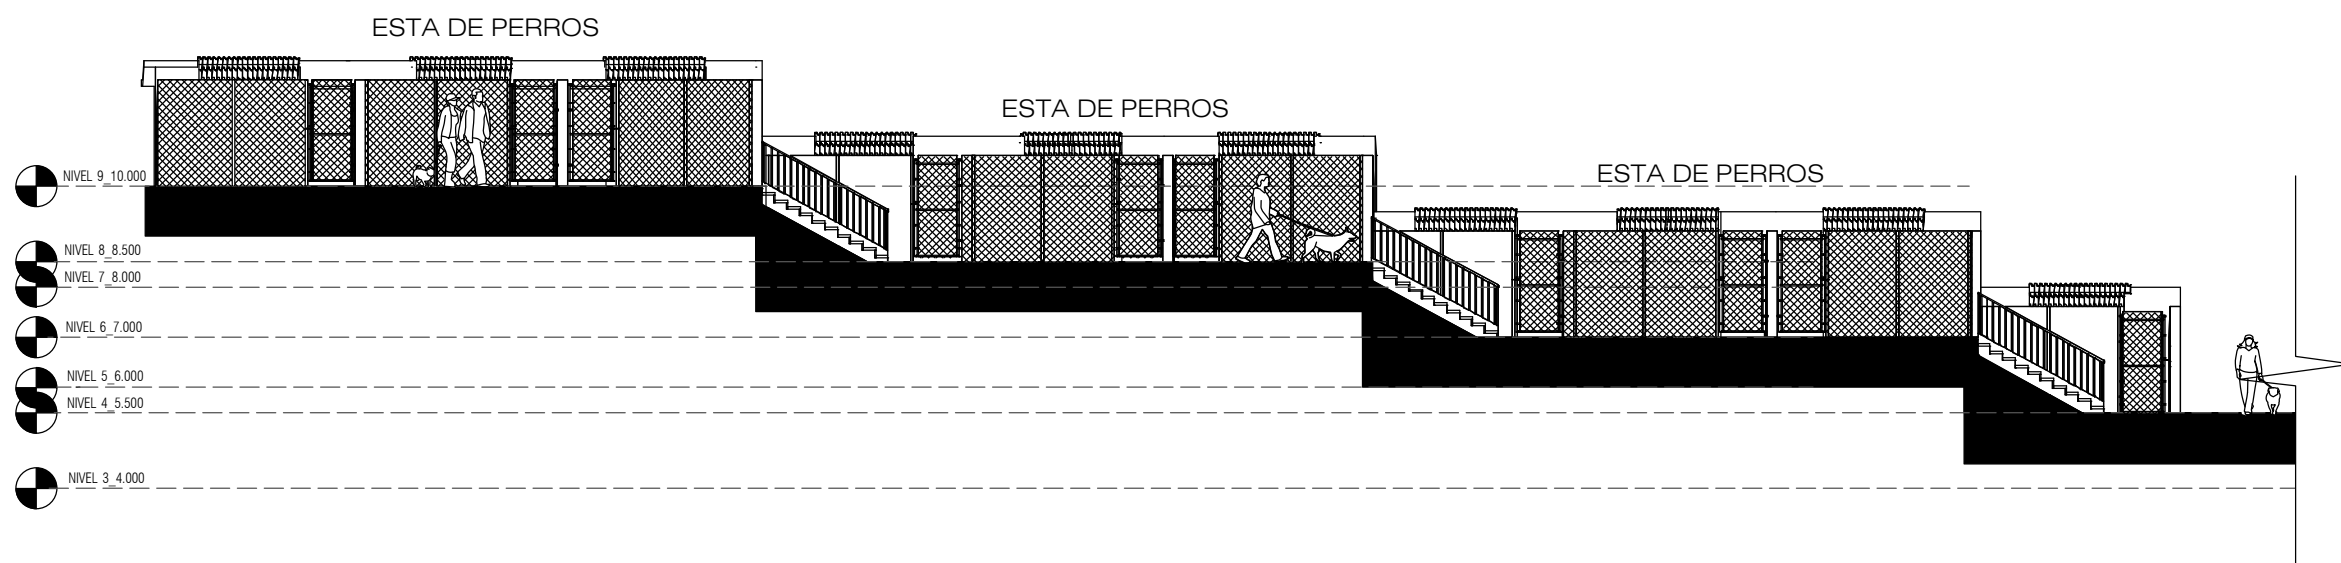 ESTA DE PERROS
ESTA DE PERROS
ESTA DE PERROS
NIVEL 9_10.000
NIVEL 8_8.500
NIVEL 7_8.000
NIVEL 6_7.000
NIVEL 5_6.000
NIVEL 4_5.500
NIVEL 3_4.000